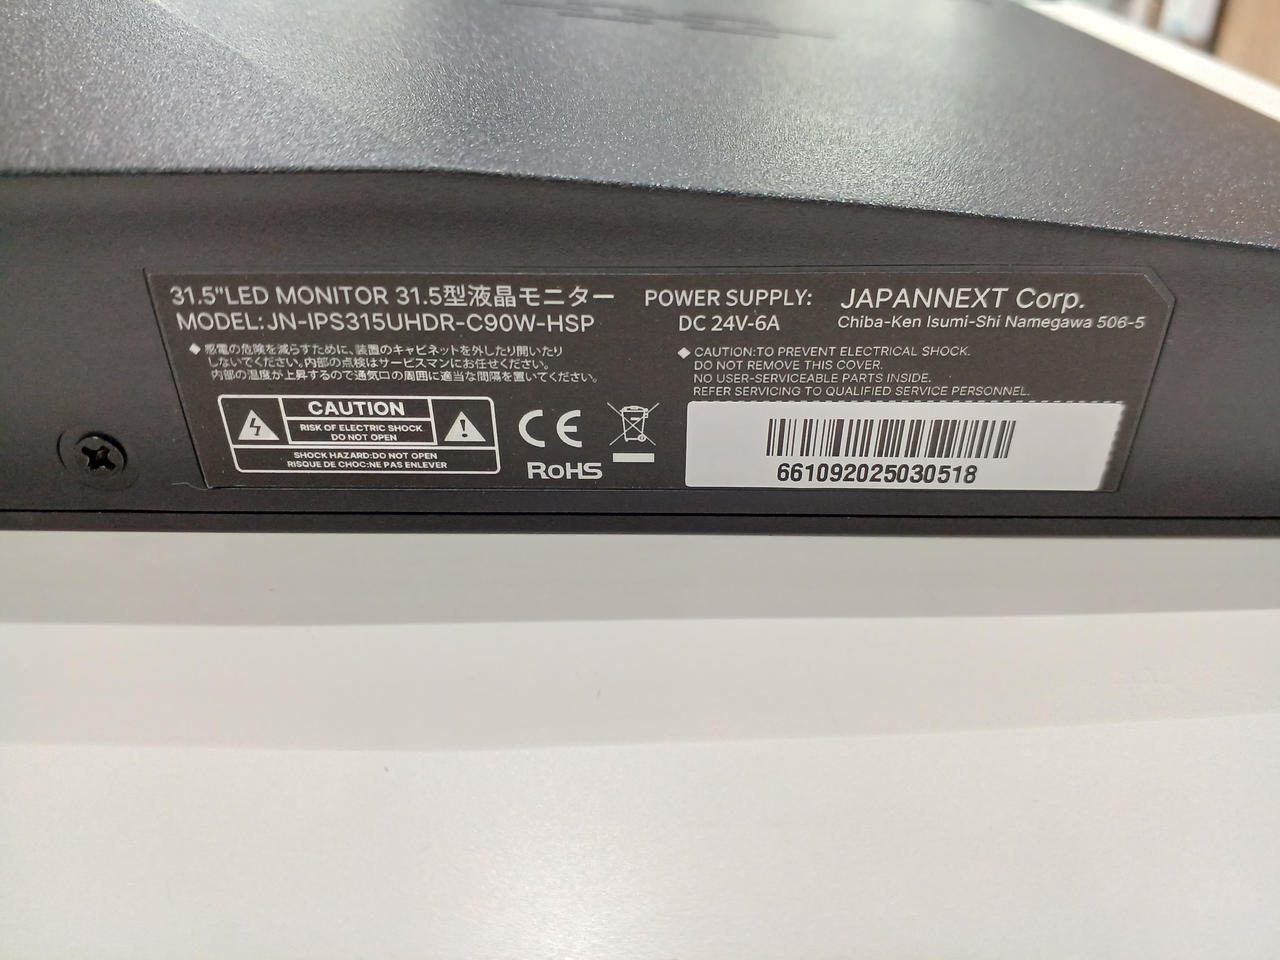 31.5"LED MONITOR 31.5型液晶モニター
MODEL:JN-IPS315UHDR-C90W-HSP
◆感電の危険を減らすために、装置のキャビネットを外したり開いたり
しないでください。内部の点検はサービスマンにお任せください。
内部の温度が上昇するので通気口の周囲に適当な間隔を置いてください。
CAUTION
RISK OF ELECTRIC SHOCK
DO NOT OPEN
SHOCK HAZARD:DO NOT OPEN
RISQUE DE CHOC:NE PAS ENLEVER
CE
RoHS
POWER SUPPLY:
DC 24V-6A
JAPANNEXT Corp.
Chiba-Ken Isumi-Shi Namegawa 506-5
◆CAUTION:TO PREVENT ELECTRICAL SHOCK.
DO NOT REMOVE THIS COVER.
NO USER-SERVICEABLE PARTS INSIDE.
REFER SERVICING TO QUALIFIED SERVICE PERSONNEL.
661092025030518